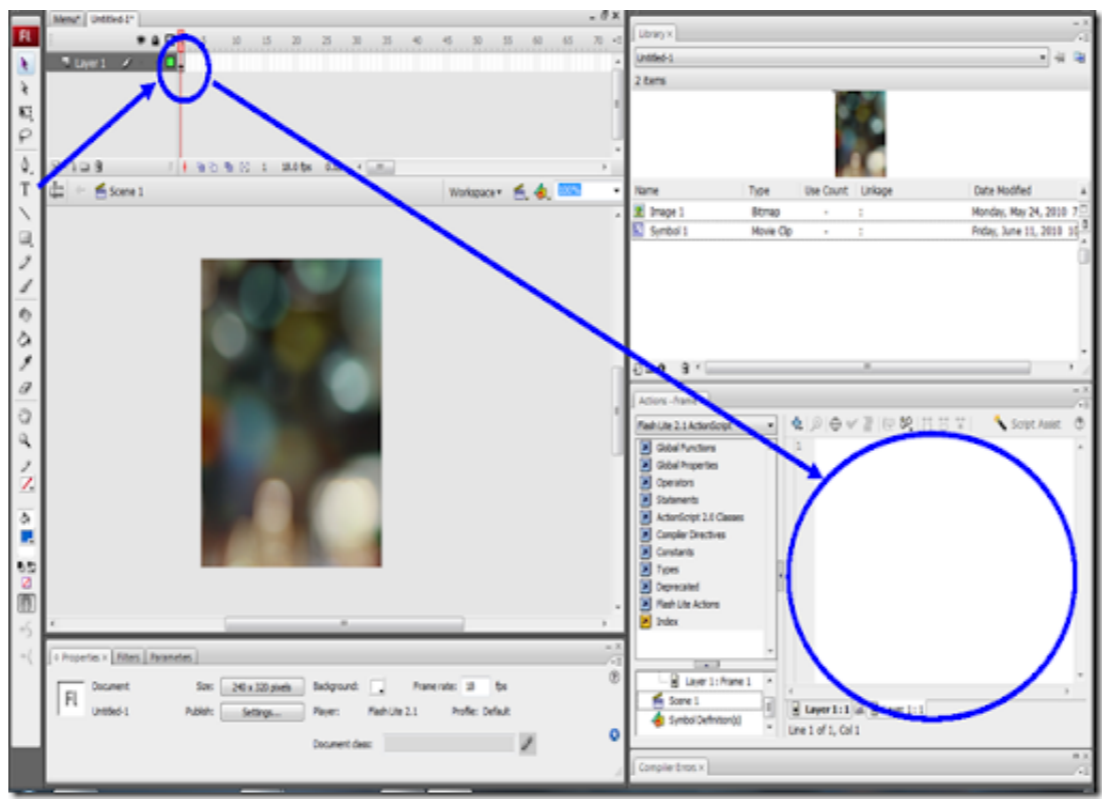 Menu* Untitled-1*
Fl
5 10 15 20 25 30 35 40 45 50 55 60 65 70
Layer 1
1 18.0 fps
T
Scene 1 Workspace 100%
Library ×
Untitled-1
2 items
Name Type Use Count Linkage Date Modified
Image 1 Bitmap - : Monday, May 24, 2010 7
Symbol 1 Movie Clip - : Friday, June 11, 2010 10
Actions - Frame
Flash Lite 2.1 ActionScript
Script Assist
Global Functions
Global Properties
Operators
Statements
ActionScript 2.0 Classes
Compiler Directives
Constants
Types
Deprecated
Flash Lite Actions
Index
1
Layer 1 : Frame 1
Scene 1
Symbol Definition(s)
Layer 1 : 1
Line 1 of 1, Col 1
Compiler Errors ×
Properties × Filters Parameters
Fl
Document Size: 240 x 320 pixels Background: Frame rate: 18 fps
Untitled-1 Publish: Settings... Player: Flash Lite 2.1 Profile: Default
Document class: